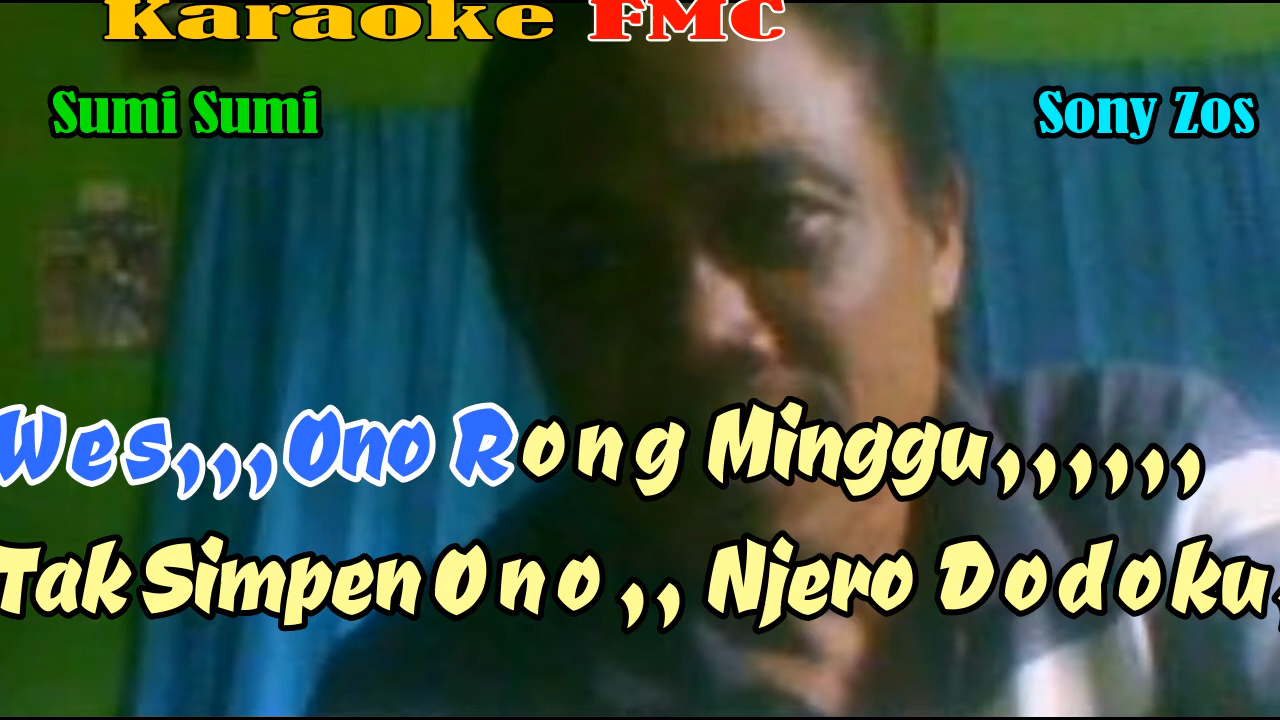 Karaoke FMC
Sumi Sumi
Sony Zos
Wes,,,Ono Rong Minggu,,,,,,
Tak Simpen Ono,, Njero Dodoku,